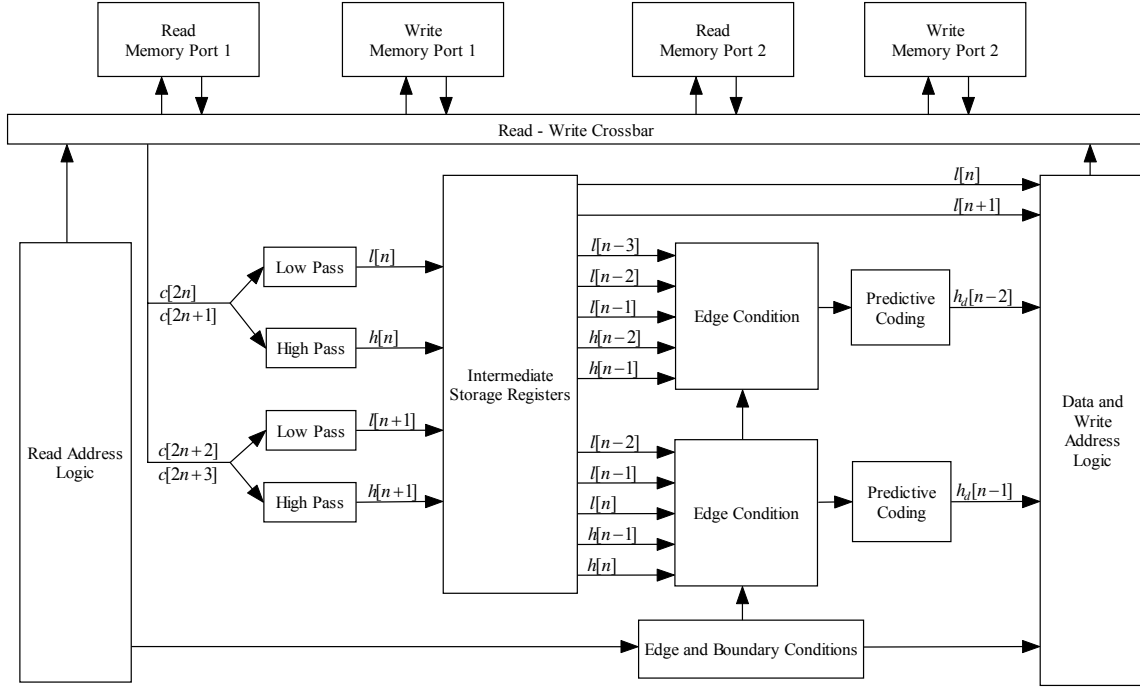 Read
Memory Port 1
Write
Memory Port 1
Read
Memory Port 2
Write
Memory Port 2
Read - Write Crossbar
l[n]
l[n+1]
Read Address
Logic
c[2n]
c[2n+1]
Low Pass
l[n]
High Pass
h[n]
c[2n+2]
c[2n+3]
Low Pass
l[n+1]
High Pass
h[n+1]
Intermediate
Storage Registers
l[n−3]
l[n−2]
l[n−1]
h[n−2]
h[n−1]
Edge Condition
Predictive
Coding
h_d[n−2]
l[n−2]
l[n−1]
l[n]
h[n−1]
h[n]
Edge Condition
Predictive
Coding
h_d[n−1]
Data and
Write
Address
Logic
Edge and Boundary Conditions